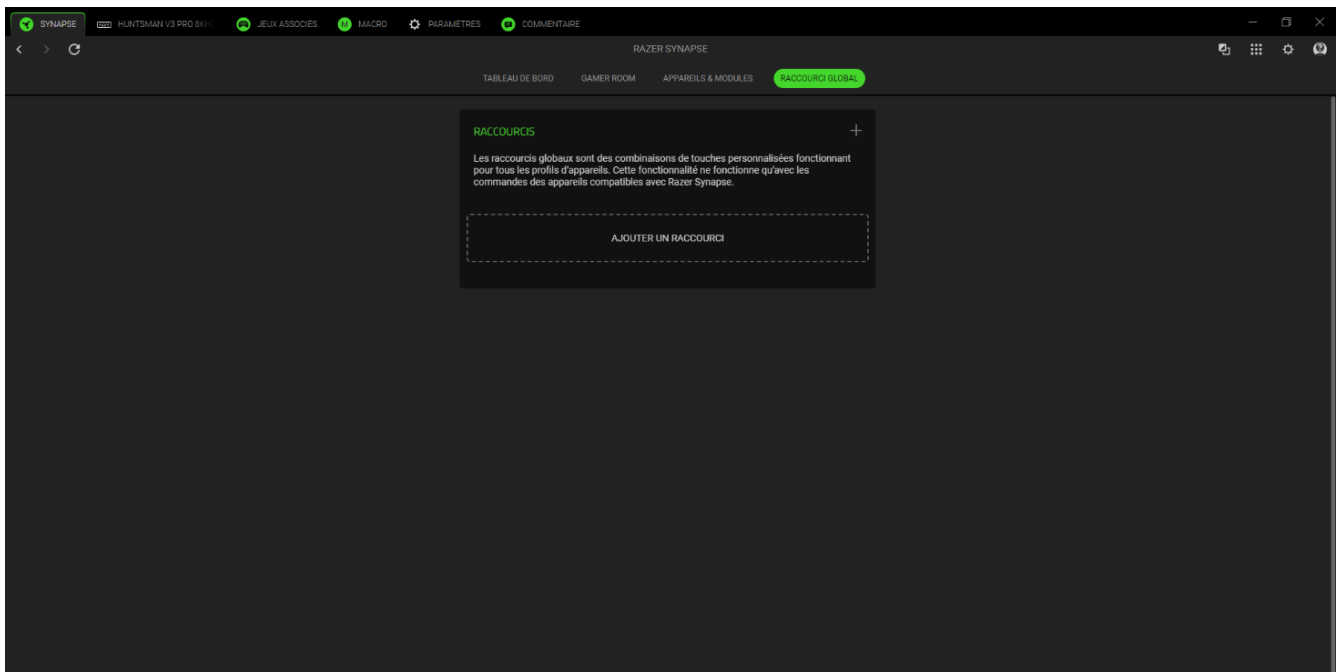 SYNAPSE
HUNTSMAN V3 PRO 8KHZ
JEUX ASSOCIÉS
MACRO
PARAMÈTRES
COMMENTAIRE
RAZER SYNAPSE
TABLEAU DE BORD
GAMER ROOM
APPAREILS & MODULES
RACCOURCI GLOBAL
RACCOURCIS
Les raccourcis globaux sont des combinaisons de touches personnalisées fonctionnant
pour tous les profils d'appareils. Cette fonctionnalité ne fonctionne qu'avec les
commandes des appareils compatibles avec Razer Synapse.
AJOUTER UN RACCOURCI